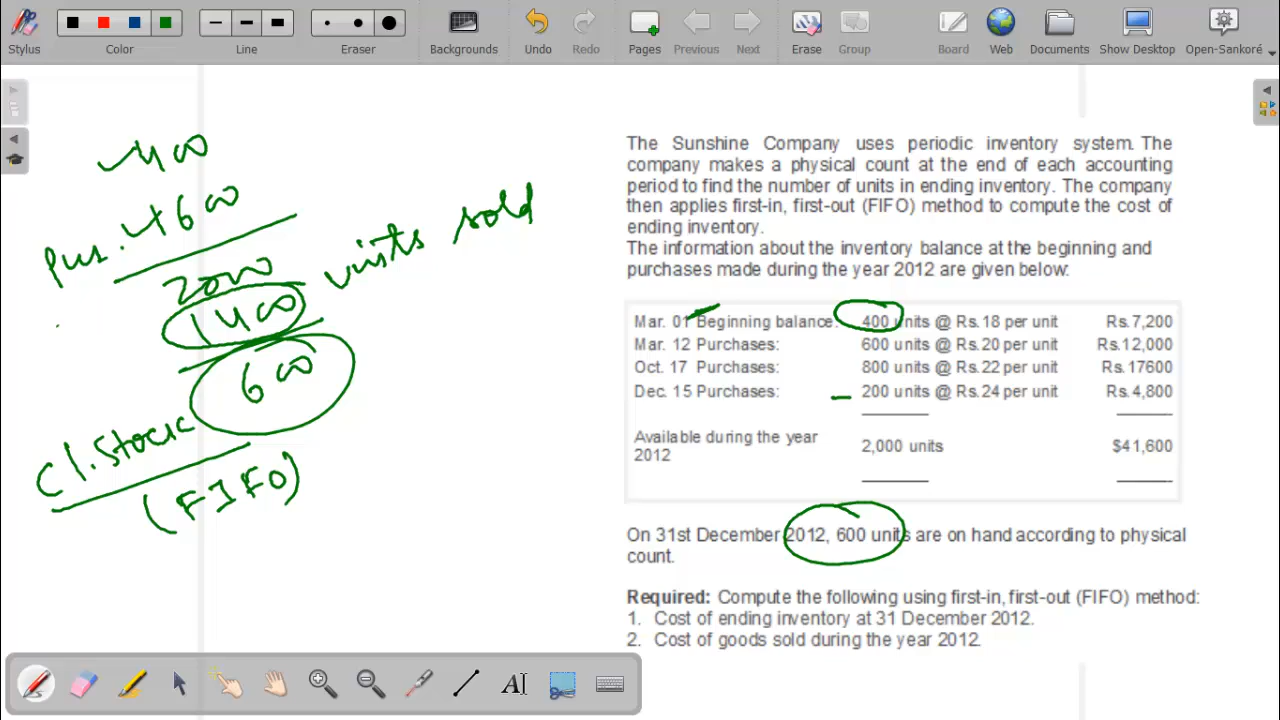 Stylus
Color
Line
Eraser
Backgrounds
Undo
Redo
Pages
Previous
Next
Erase
Group
Board
Web
Documents
Show Desktop
Open-Sankoré
400
Pus. 1600
2000
1400 units sold
600
Cl. Stock
(FIFO)
The Sunshine Company uses periodic inventory system. The
company makes a physical count at the end of each accounting
period to find the number of units in ending inventory. The company
then applies first-in, first-out (FIFO) method to compute the cost of
ending inventory.
The information about the inventory balance at the beginning and
purchases made during the year 2012 are given below:
Mar. 01 Beginning balance: 400 units @ Rs.18 per unit Rs.7,200
Mar. 12 Purchases: 600 units @ Rs.20 per unit Rs.12,000
Oct. 17 Purchases: 800 units @ Rs.22 per unit Rs.17600
Dec. 15 Purchases: 200 units @ Rs.24 per unit Rs.4,800
Available during the year
2012 2,000 units $41,600
On 31st December 2012, 600 units are on hand according to physical
count.
Required: Compute the following using first-in, first-out (FIFO) method:
1. Cost of ending inventory at 31 December 2012.
2. Cost of goods sold during the year 2012.
AI